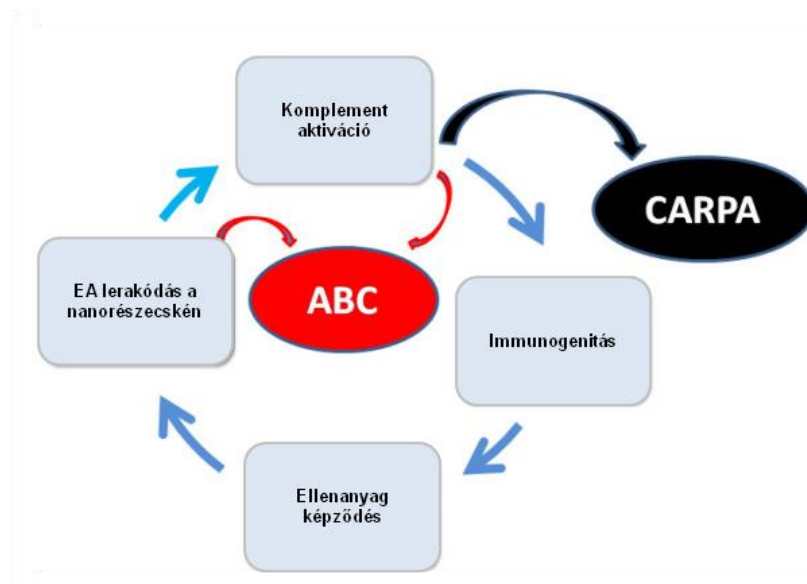 Komplement
aktiváció
CARPA
EA lerakódás a
nanorészecskén
ABC
Immunogenitás
Ellenanyag
képződés